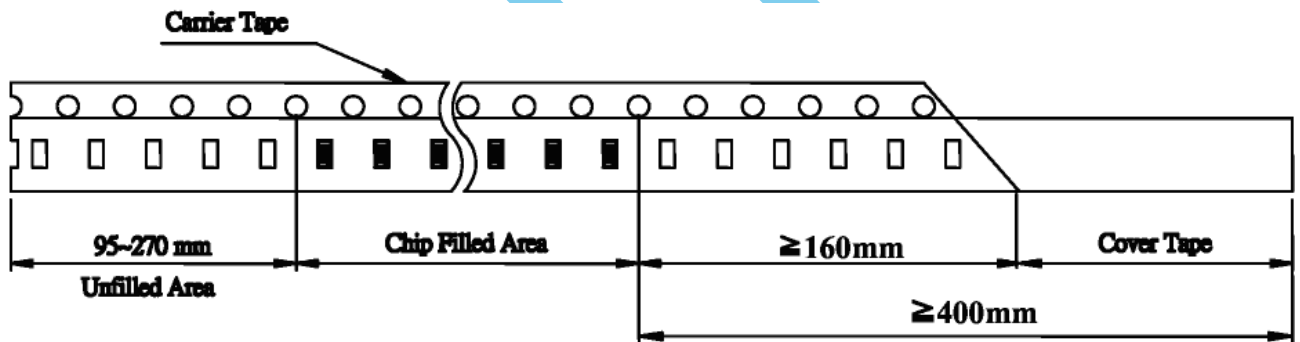 Carrier Tape
95~270 mm
Chip Filled Area
≧160mm
Cover Tape
Unfilled Area
≧400mm